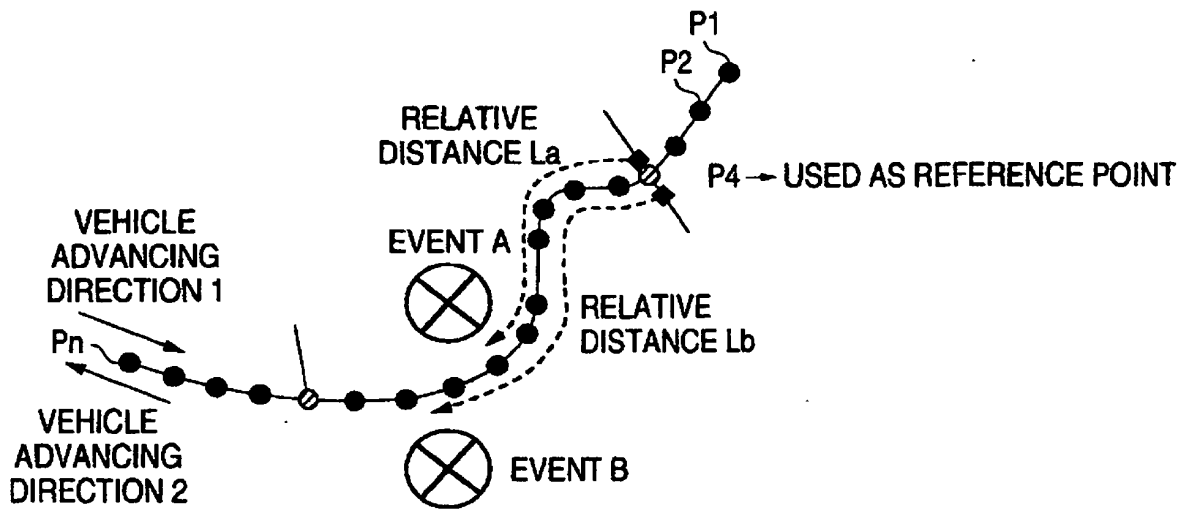 P1
P2
RELATIVE
DISTANCE La
P4 → USED AS REFERENCE POINT
VEHICLE
ADVANCING
DIRECTION 1
EVENT A
RELATIVE
DISTANCE Lb
Pn
VEHICLE
ADVANCING
DIRECTION 2
EVENT B